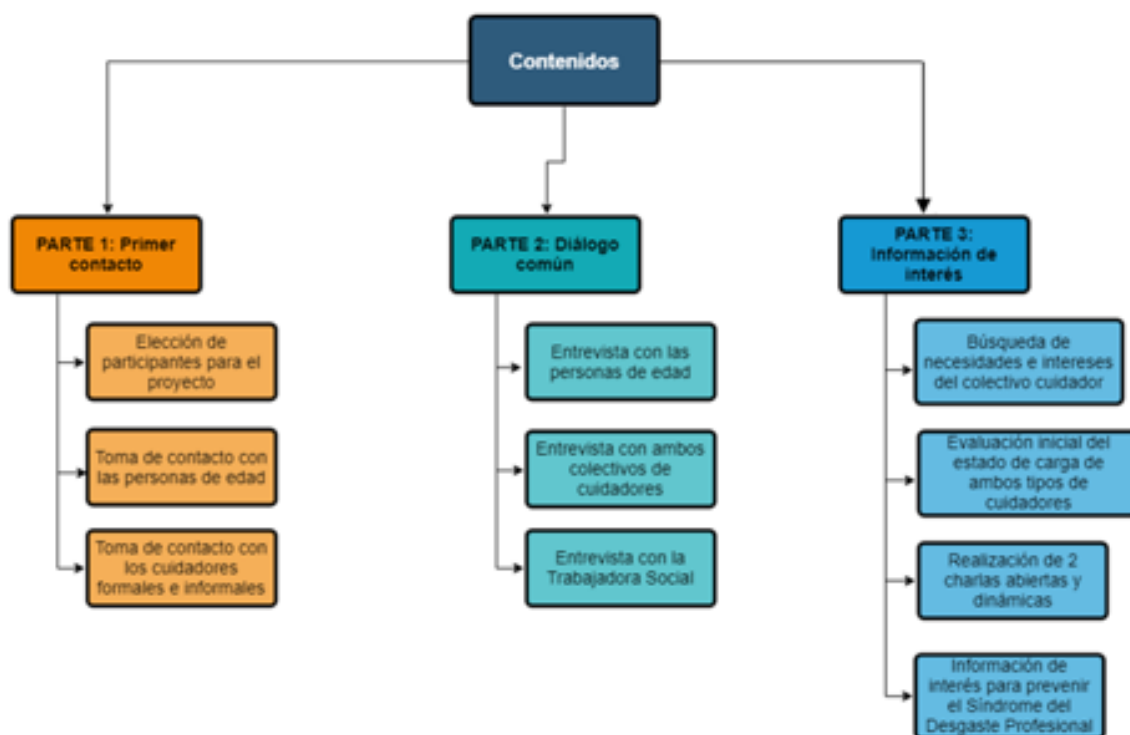 Contenidos
PARTE 1: Primer
contacto
Elección de
participantes para el
proyecto
Toma de contacto con
las personas de edad
Toma de contacto con
los cuidadores
formales e informales
PARTE 2: Diálogo
común
Entrevista con las
personas de edad
Entrevista con ambos
colectivos de
cuidadores
Entrevista con la
Trabajadora Social
PARTE 3:
Información de
interés
Búsqueda de
necesidades e intereses
del colectivo cuidador
Evaluación inicial del
estado de carga de
ambos tipos de
cuidadores
Realización de 2
charlas abiertas y
dinámicas
Información de
interés para prevenir
el Síndrome del
Desgaste Profesional